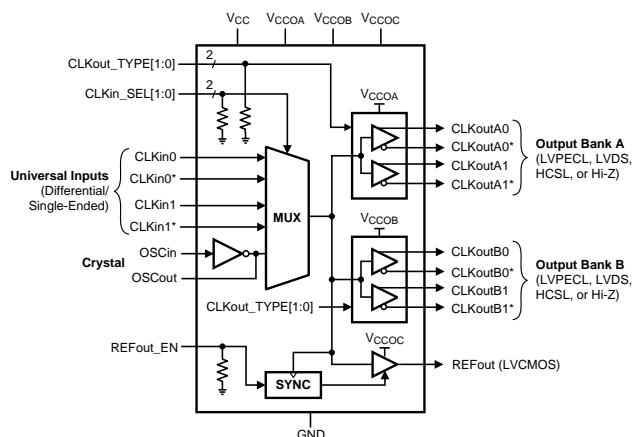 VCC VCCOA VCCOB VCCOC
CLKout_TYPE[1:0]
2
CLKin_SEL[1:0]
2
VCCOA
CLKoutA0
CLKoutA0*
CLKoutA1
CLKoutA1*
Output Bank A
(LVPECL, LVDS,
HCSL, or Hi-Z)
Universal Inputs
(Differential/
Single-Ended)
CLKin0
CLKin0*
CLKin1
CLKin1*
MUX
Crystal
OSCin
OSCout
VCCOB
CLKoutB0
CLKoutB0*
CLKoutB1
CLKoutB1*
Output Bank B
(LVPECL, LVDS,
HCSL, or Hi-Z)
CLKout_TYPE[1:0]
VCCOC
REFout_EN
SYNC
REFout (LVCMOS)
GND